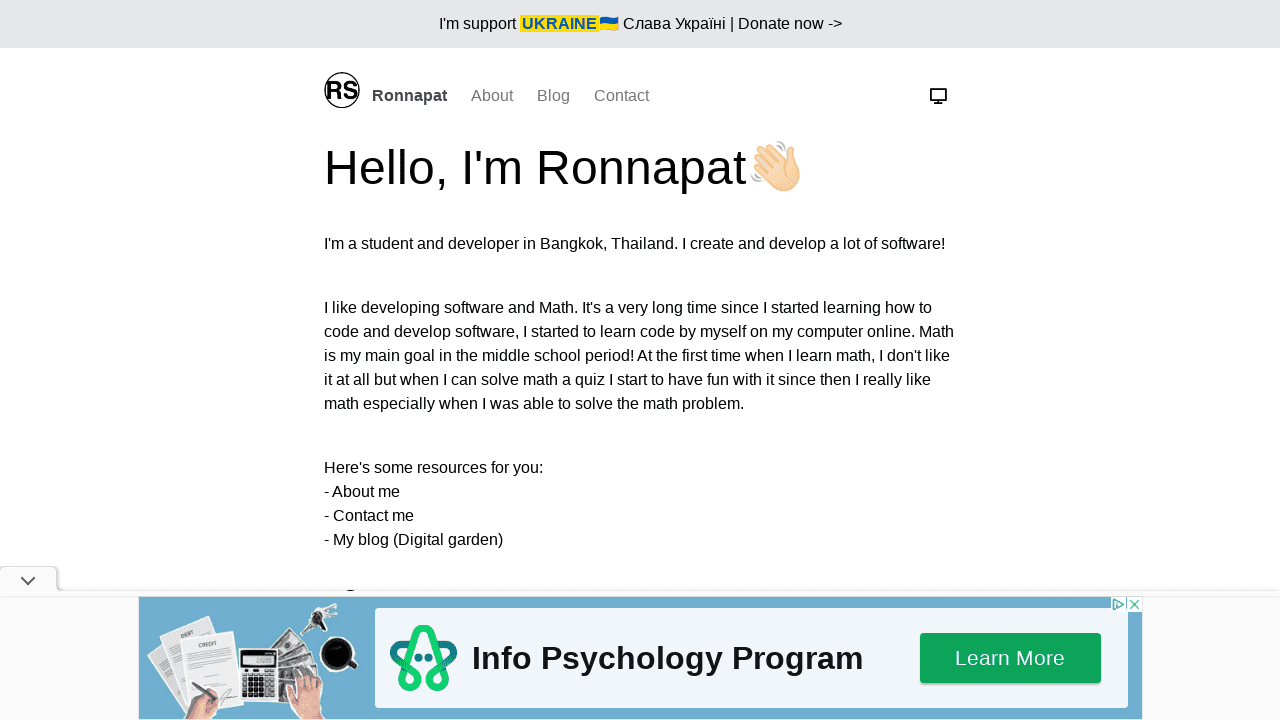 I'm support UKRAINE🇺🇦 Слава Україні | Donate now ->
RS Ronnapat About Blog Contact
Hello, I'm Ronnapat👋🏻
I'm a student and developer in Bangkok, Thailand. I create and develop a lot of software!
I like developing software and Math. It's a very long time since I started learning how to
code and develop software, I started to learn code by myself on my computer online. Math
is my main goal in the middle school period! At the first time when I learn math, I don't like
it at all but when I can solve math a quiz I start to have fun with it since then I really like
math especially when I was able to solve the math problem.
Here's some resources for you:
- About me
- Contact me
- My blog (Digital garden)
DEBT
CREDIT
Info Psychology Program
Learn More